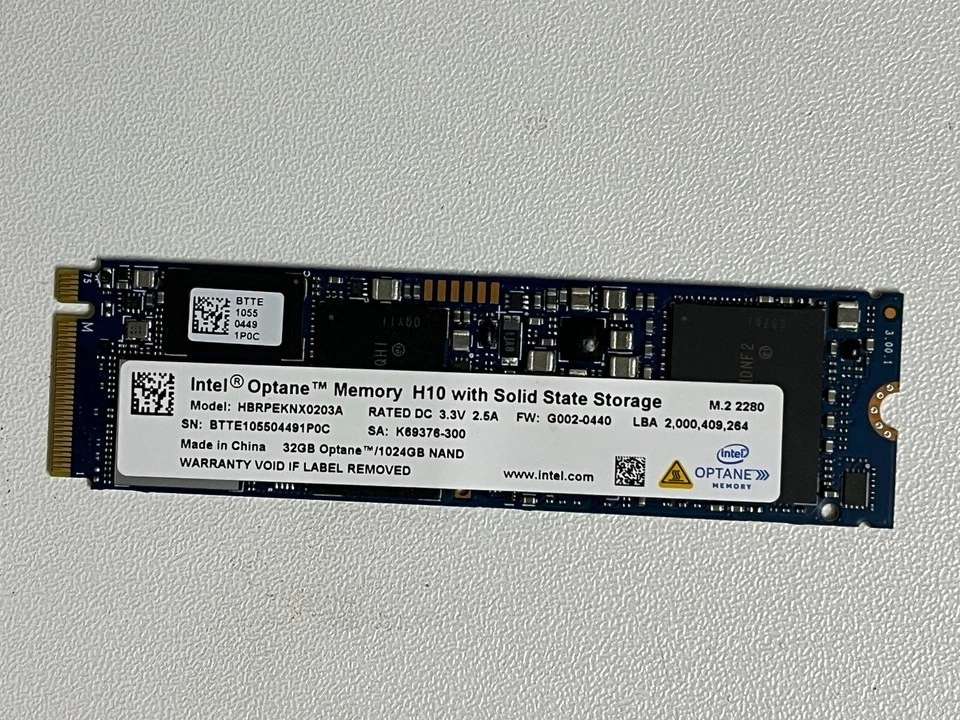 75
M
BTTE
1055
0449
1P0C
C
3.00.1
DNF2
Intel® Optane™ Memory H10 with Solid State Storage
M.2 2280
Model: HBRPEKNX0203A RATED DC 3.3V 2.5A FW: G002-0440 LBA 2,000,409,264
SN: BTTE105504491P0C SA: K69376-300
Made in China 32GB Optane™/1024GB NAND
WARRANTY VOID IF LABEL REMOVED
www.intel.com
intel
OPTANE
MEMORY